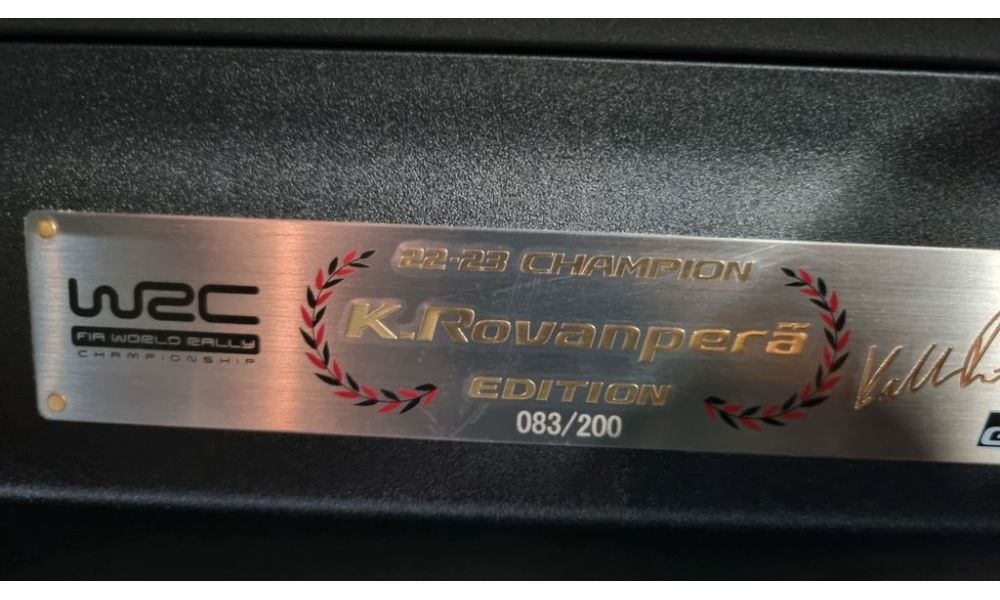 WRC
FIA WORLD RALLY
CHAMPIONSHIP
22-23 CHAMPION
K.Rovanperä
EDITION
083/200